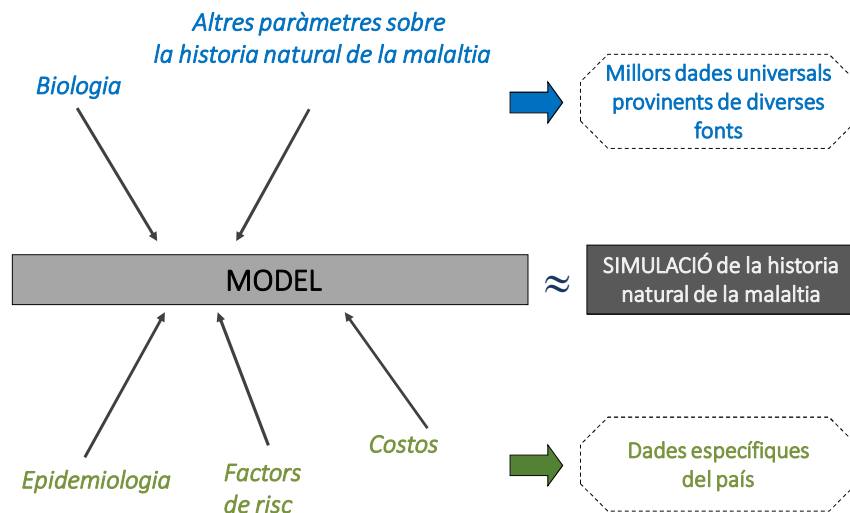 Altres paràmetres sobre
la historia natural de la malaltia
Biologia
Millors dades universals
provinents de diverses
fonts
MODEL
≈
SIMULACIÓ de la historia
natural de la malaltia
Epidemiologia
Factors
de risc
Costos
Dades específiques
del país